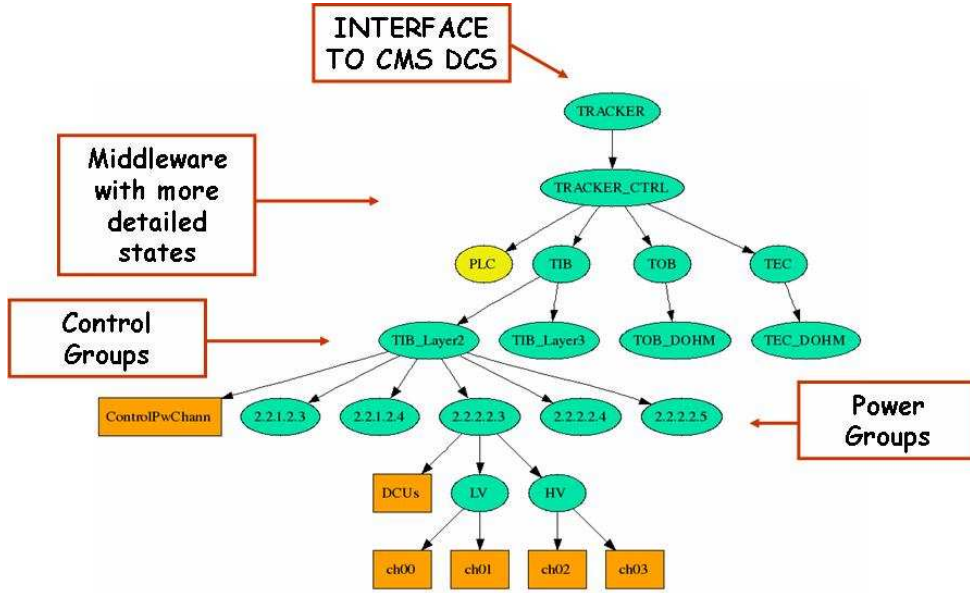 INTERFACE
TO CMS DCS
TRACKER
Middleware
with more
detailed
states
TRACKER_CTRL
PLC
TIB
TOB
TEC
Control
Groups
TIB_Layer2
TIB_Layer3
TOB_DOHM
TEC_DOHM
ControlPwChann
2.2.1.2.3
2.2.1.2.4
2.2.2.2.3
2.2.2.2.4
2.2.2.2.5
Power
Groups
DCUs
LV
HV
ch00
ch01
ch02
ch03